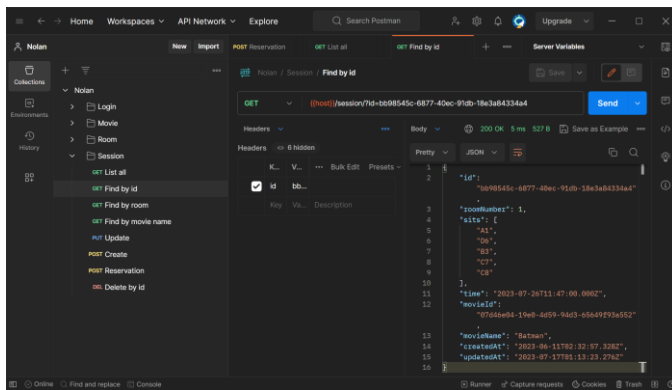 Home Workspaces API Network Explore Search Postman Upgrade
Nolan New Import POST Reservation GET List all GET Find by id Server Variables
Collections
Environments
History
Nolan
Login
Movie
Room
Session
GET List all
GET Find by id
GET Find by room
GET Find by movie name
PUT Update
POST Create
POST Reservation
DEL Delete by id
Nolan / Session / Find by id Save
GET {{host}}/session/?id=bb98545c-6877-40ec-91db-18e3a84334a4 Send
Headers Body 200 OK 5 ms 527 B Save as Example
Headers 6 hidden Pretty JSON
K... V... Bulk Edit Presets
id bb...
Key Va... Description
1 {
2 "id":
"bb98545c-6877-40ec-91db-18e3a84334a4"
,
3 "roomNumber": 1,
4 "sits": [
5 "A1",
6 "D6",
7 "B3",
8 "C7",
9 "C8"
10 ],
11 "time": "2023-07-26T11:47:00.000Z",
12 "movieId":
"07d46e04-19e0-4d59-94d3-65649f93a552"
,
13 "movieName": "Batman",
14 "createdAt": "2023-06-11T02:32:57.328Z",
15 "updatedAt": "2023-07-17T01:13:23.276Z"
16 }
Online Find and replace Console Runner Capture requests Cookies Trash